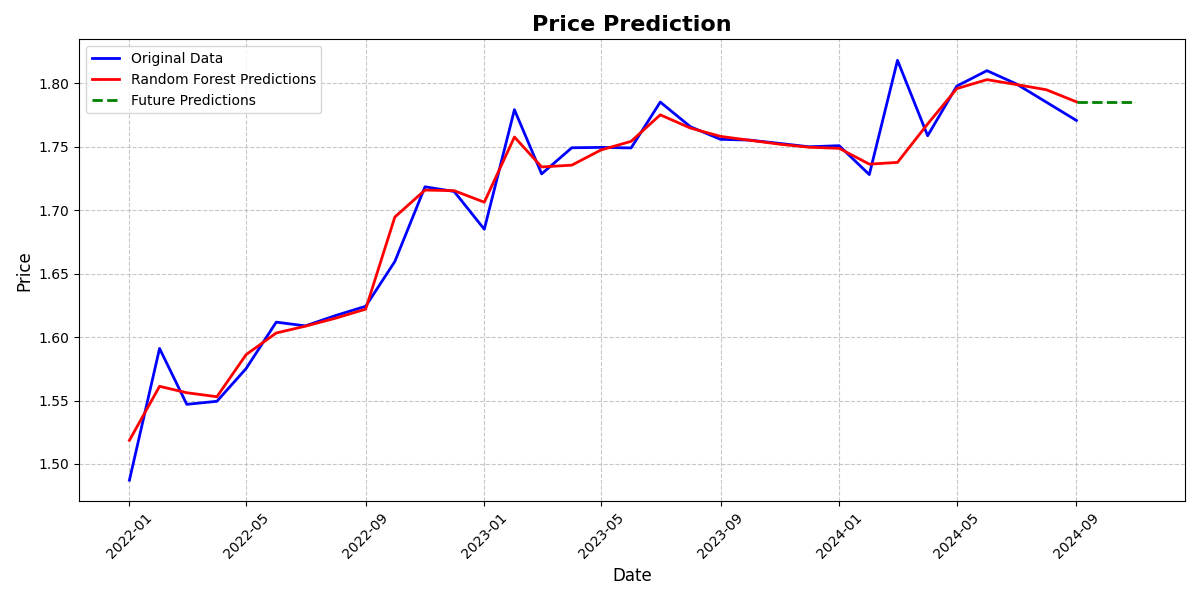 Price Prediction
Original Data
Random Forest Predictions
Future Predictions
Price
1.80
1.75
1.70
1.65
1.60
1.55
1.50
2022-01
2022-05
2022-09
2023-01
2023-05
2023-09
2024-01
2024-05
2024-09
Date